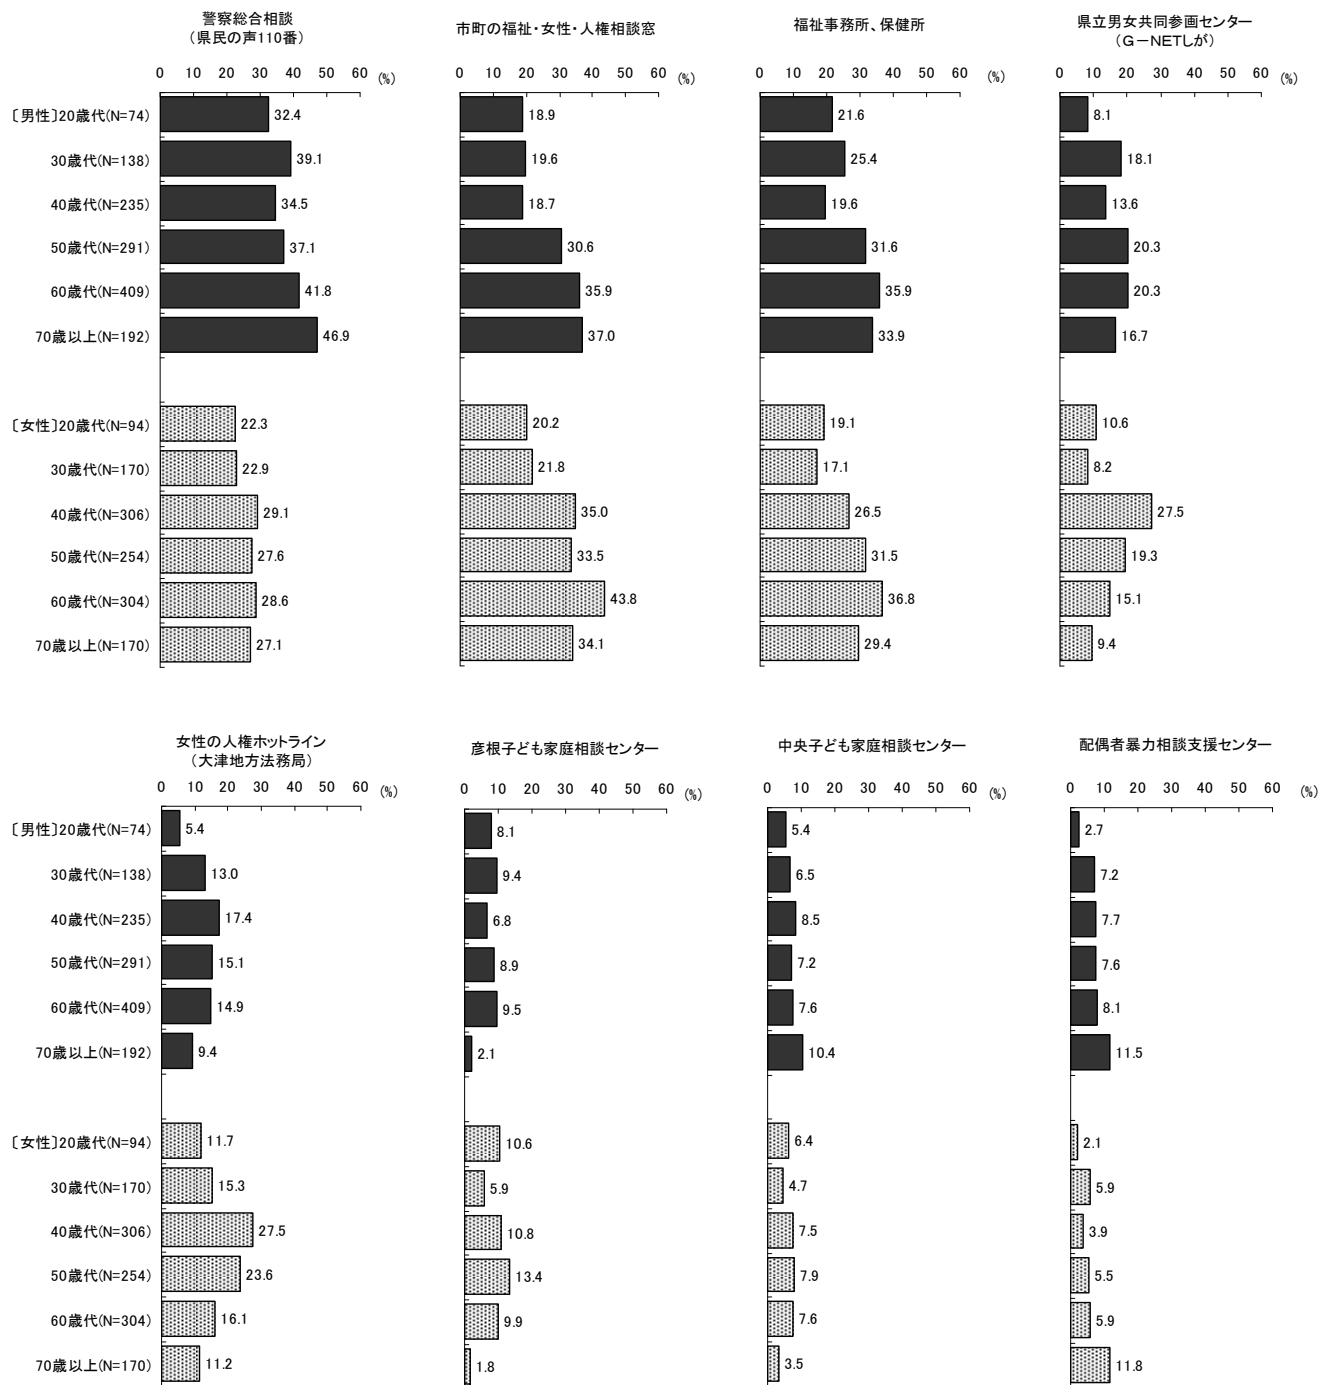 警察総合相談
（県民の声110番）
市町の福祉・女性・人権相談窓
福祉事務所、保健所
県立男女共同参画センター
（G－NETしが）
0 10 20 30 40 50 60 (%)
0 10 20 30 40 50 60 (%)
0 10 20 30 40 50 60 (%)
0 10 20 30 40 50 60 (%)
〔男性〕20歳代(N=74) 32.4 18.9 21.6 8.1
30歳代(N=138) 39.1 19.6 25.4 18.1
40歳代(N=235) 34.5 18.7 19.6 13.6
50歳代(N=291) 37.1 30.6 31.6 20.3
60歳代(N=409) 41.8 35.9 35.9 20.3
70歳以上(N=192) 46.9 37.0 33.9 16.7
〔女性〕20歳代(N=94) 22.3 20.2 19.1 10.6
30歳代(N=170) 22.9 21.8 17.1 8.2
40歳代(N=306) 29.1 35.0 26.5 27.5
50歳代(N=254) 27.6 33.5 31.5 19.3
60歳代(N=304) 28.6 43.8 36.8 15.1
70歳以上(N=170) 27.1 34.1 29.4 9.4
女性の人権ホットライン
（大津地方法務局）
彦根子ども家庭相談センター
中央子ども家庭相談センター
配偶者暴力相談支援センター
0 10 20 30 40 50 60 (%)
0 10 20 30 40 50 60 (%)
0 10 20 30 40 50 60 (%)
0 10 20 30 40 50 60 (%)
〔男性〕20歳代(N=74) 5.4 8.1 5.4 2.7
30歳代(N=138) 13.0 9.4 6.5 7.2
40歳代(N=235) 17.4 6.8 8.5 7.7
50歳代(N=291) 15.1 8.9 7.2 7.6
60歳代(N=409) 14.9 9.5 7.6 8.1
70歳以上(N=192) 9.4 2.1 10.4 11.5
〔女性〕20歳代(N=94) 11.7 10.6 6.4 2.1
30歳代(N=170) 15.3 5.9 4.7 5.9
40歳代(N=306) 27.5 10.8 7.5 3.9
50歳代(N=254) 23.6 13.4 7.9 5.5
60歳代(N=304) 16.1 9.9 7.6 5.9
70歳以上(N=170) 11.2 1.8 3.5 11.8